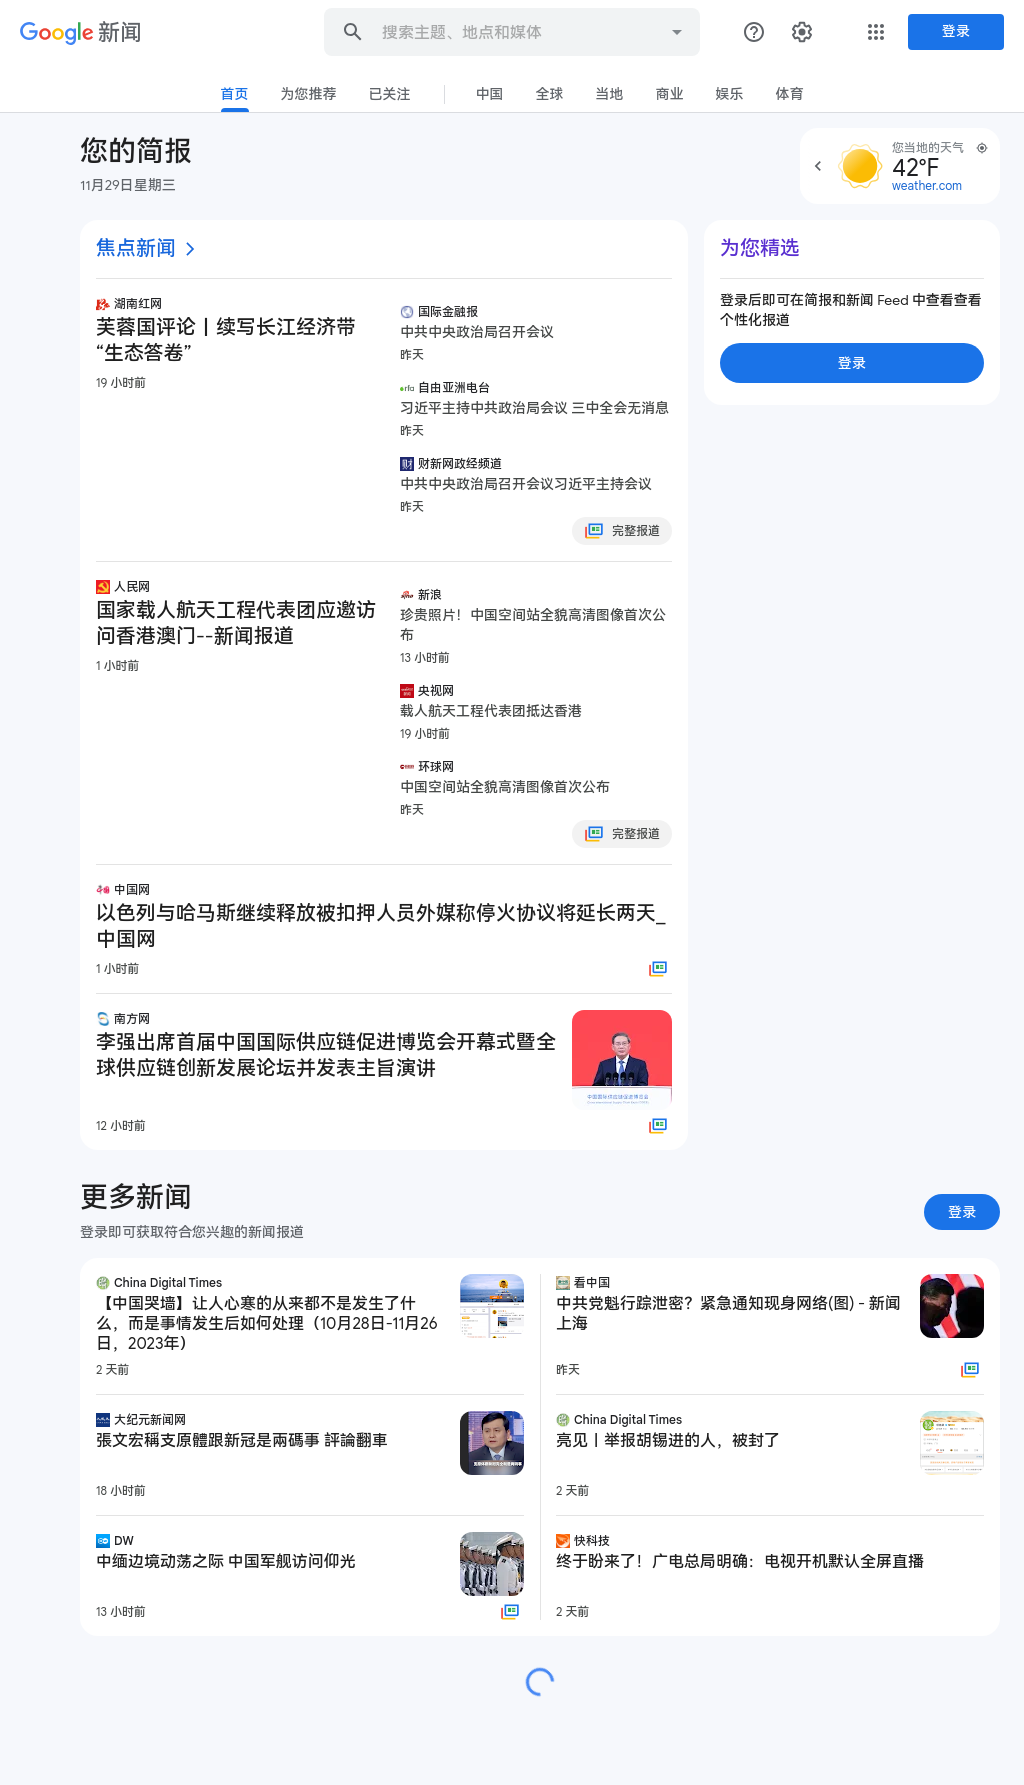 Google 新闻
搜索主题、地点和媒体
登录
首页
为您推荐
已关注
中国
全球
当地
商业
娱乐
体育
您的简报
11月29日星期三
您当地的天气
42°F
weather.com
焦点新闻
湖南红网
芙蓉国评论丨续写长江经济带
“生态答卷”
19 小时前
国际金融报
中共中央政治局召开会议
昨天
rfa 自由亚洲电台
习近平主持中共政治局会议 三中全会无消息
昨天
财新网政经频道
中共中央政治局召开会议习近平主持会议
昨天
完整报道
人民网
国家载人航天工程代表团应邀访
问香港澳门--新闻报道
1 小时前
新浪
珍贵照片！中国空间站全貌高清图像首次公
布
13 小时前
央视网
载人航天工程代表团抵达香港
19 小时前
环球网
中国空间站全貌高清图像首次公布
昨天
完整报道
中国网
以色列与哈马斯继续释放被扣押人员外媒称停火协议将延长两天_
中国网
1 小时前
南方网
李强出席首届中国国际供应链促进博览会开幕式暨全
球供应链创新发展论坛并发表主旨演讲
中国国际供应链促进博览会
12 小时前
为您精选
登录后即可在简报和新闻 Feed 中查看查看
个性化报道
登录
更多新闻
登录即可获取符合您兴趣的新闻报道
登录
China Digital Times
【中国哭墙】让人心寒的从来都不是发生了什
么，而是事情发生后如何处理（10月28日-11月26
日，2023年）
2 天前
大纪元新闻网
張文宏稱支原體跟新冠是兩碼事 評論翻車
18 小时前
DW
中缅边境动荡之际 中国军舰访问仰光
13 小时前
看中国
中共党魁行踪泄密？紧急通知现身网络(图) - 新闻
上海
昨天
China Digital Times
亮见丨举报胡锡进的人，被封了
2 天前
快科技
终于盼来了！广电总局明确：电视开机默认全屏直播
2 天前